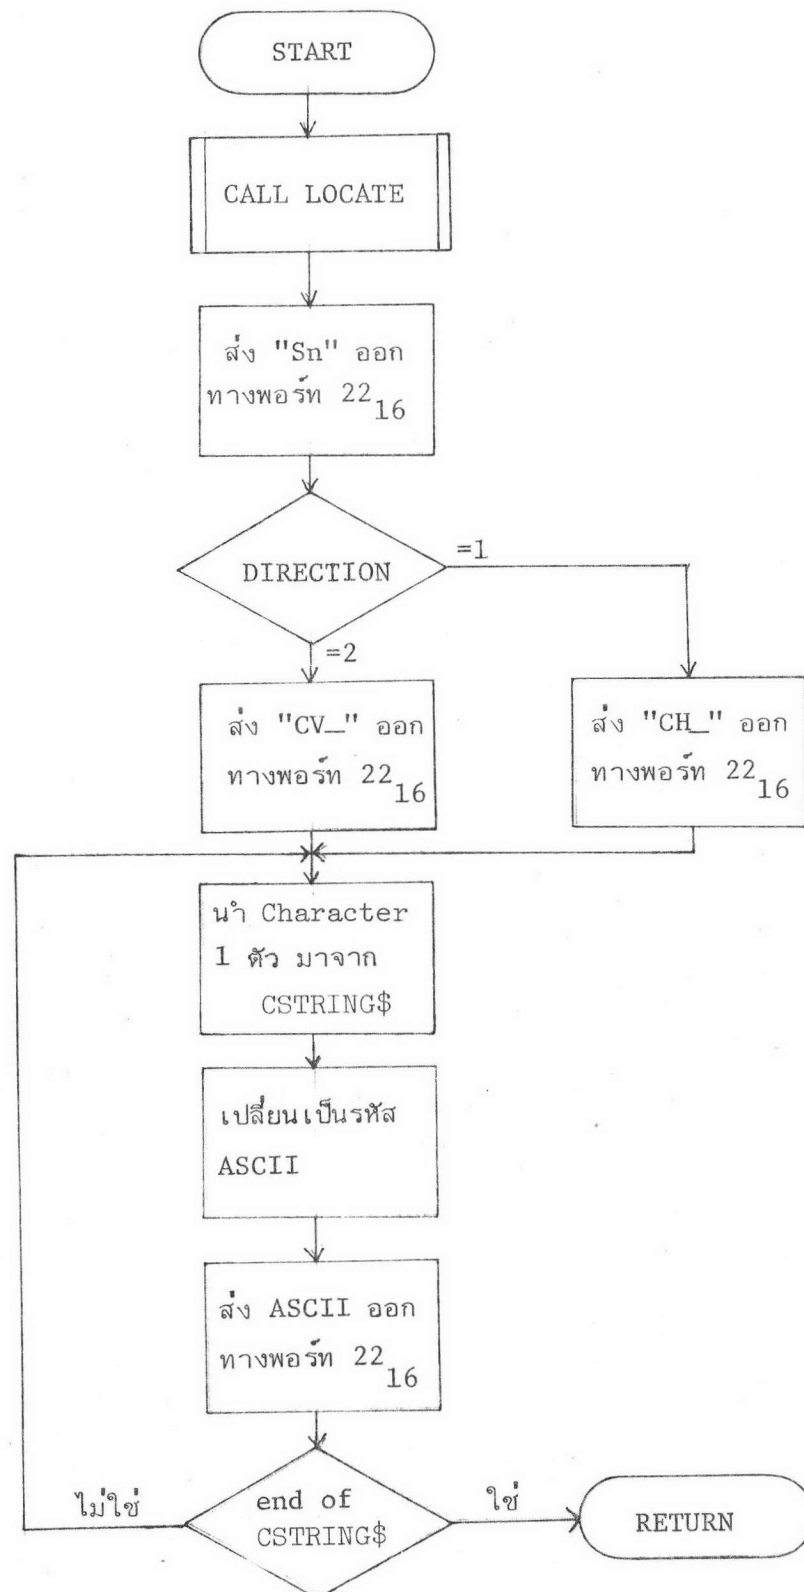 START
CALL LOCATE
ส่ง "Sn" ออก
ทางพอร์ท 22
16
DIRECTION
=1
=2
ส่ง "CV_" ออก
ทางพอร์ท 22
16
ส่ง "CH_" ออก
ทางพอร์ท 22
16
นำ Character
1 ตัว มาจาก
CSTRING$
เปลี่ยนเป็นรหัส
ASCII
ส่ง ASCII ออก
ทางพอร์ท 22
16
ไม่ใช่
end of
CSTRING$
ใช่
RETURN